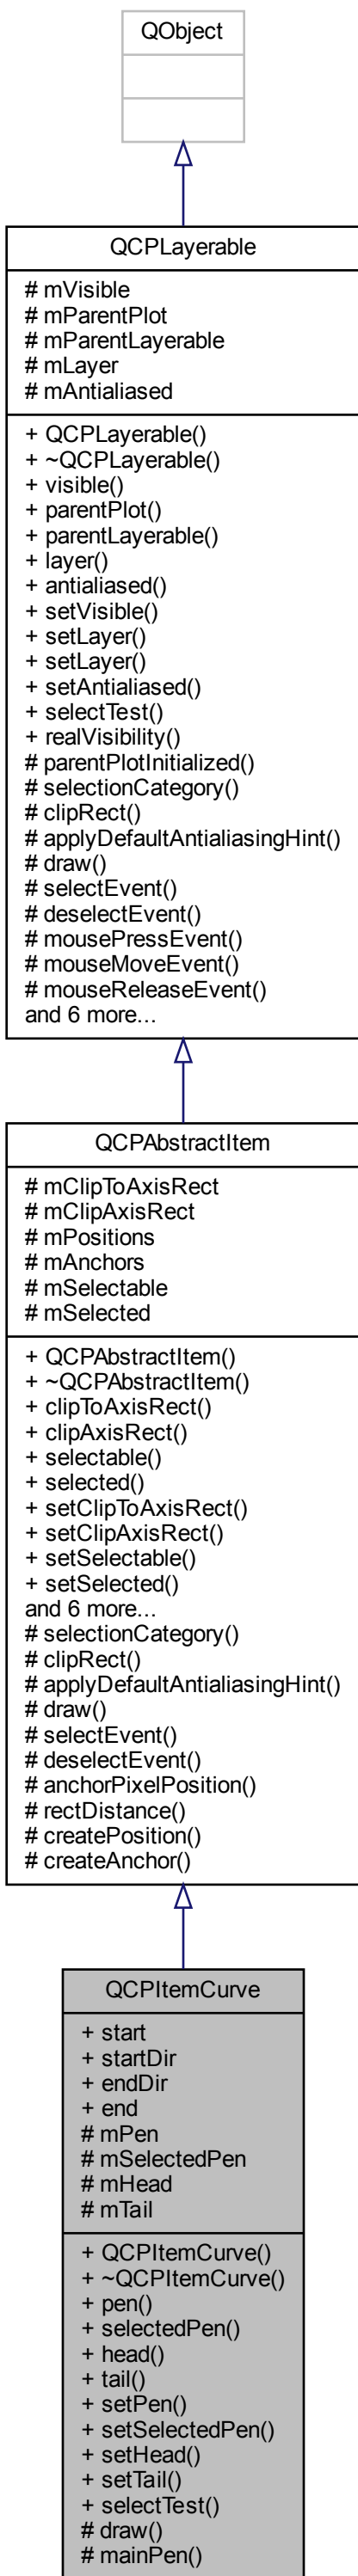 QObject
QCPLayerable
# mVisible
# mParentPlot
# mParentLayerable
# mLayer
# mAntialiased
+ QCPLayerable()
+ ~QCPLayerable()
+ visible()
+ parentPlot()
+ parentLayerable()
+ layer()
+ antialiased()
+ setVisible()
+ setLayer()
+ setLayer()
+ setAntialiased()
+ selectTest()
+ realVisibility()
# parentPlotInitialized()
# selectionCategory()
# clipRect()
# applyDefaultAntialiasingHint()
# draw()
# selectEvent()
# deselectEvent()
# mousePressEvent()
# mouseMoveEvent()
# mouseReleaseEvent()
and 6 more...
QCPAbstractItem
# mClipToAxisRect
# mClipAxisRect
# mPositions
# mAnchors
# mSelectable
# mSelected
+ QCPAbstractItem()
+ ~QCPAbstractItem()
+ clipToAxisRect()
+ clipAxisRect()
+ selectable()
+ selected()
+ setClipToAxisRect()
+ setClipAxisRect()
+ setSelectable()
+ setSelected()
and 6 more...
# selectionCategory()
# clipRect()
# applyDefaultAntialiasingHint()
# draw()
# selectEvent()
# deselectEvent()
# anchorPixelPosition()
# rectDistance()
# createPosition()
# createAnchor()
QCPItemCurve
+ start
+ startDir
+ endDir
+ end
# mPen
# mSelectedPen
# mHead
# mTail
+ QCPItemCurve()
+ ~QCPItemCurve()
+ pen()
+ selectedPen()
+ head()
+ tail()
+ setPen()
+ setSelectedPen()
+ setHead()
+ setTail()
+ selectTest()
# draw()
# mainPen()